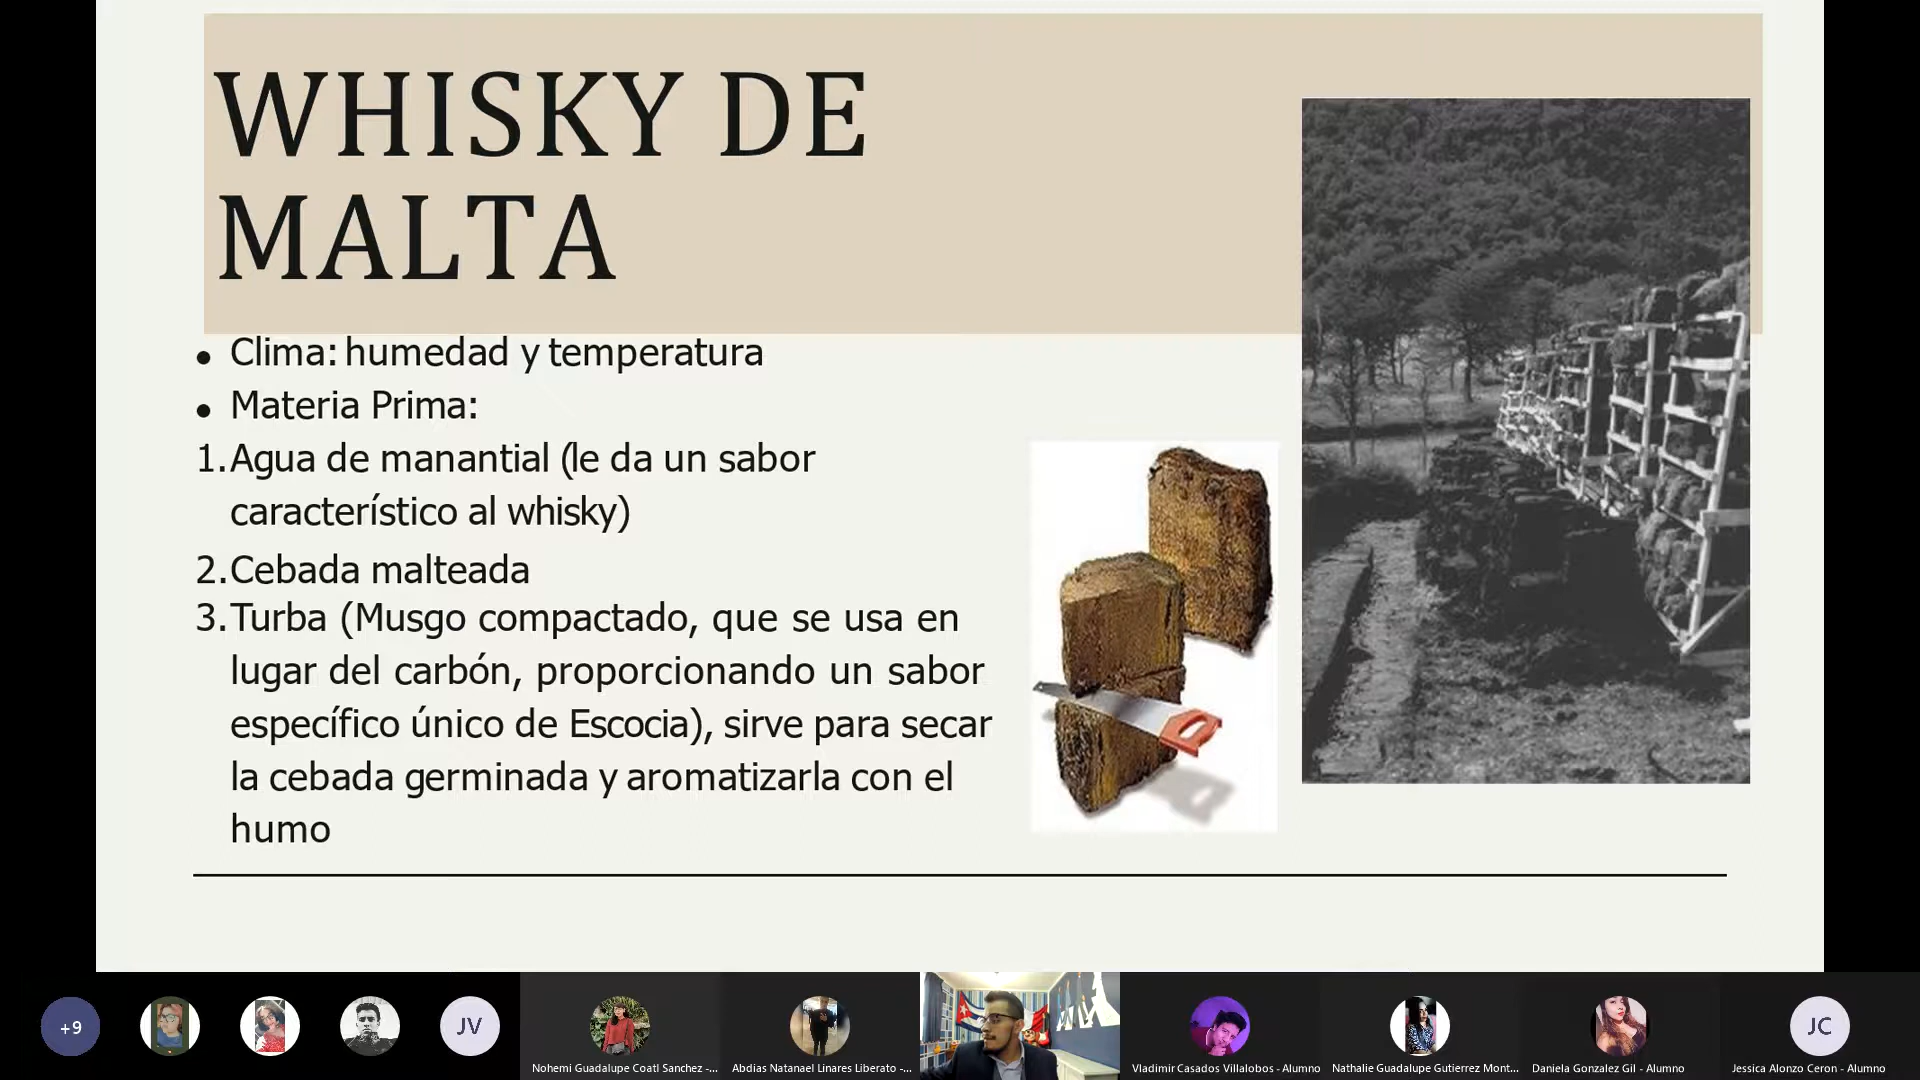 WHISKY DE
MALTA
• Clima: humedad y temperatura
• Materia Prima:
1. Agua de manantial (le da un sabor
característico al whisky)
2. Cebada malteada
3. Turba (Musgo compactado, que se usa en
lugar del carbón, proporcionando un sabor
específico único de Escocia), sirve para secar
la cebada germinada y aromatizarla con el
humo
+9
JV
Nohemi Guadalupe Coatl Sanchez -...
Abdias Natanael Linares Liberato -...
Vladimir Casados Villalobos - Alumno
Nathalie Guadalupe Gutierrez Mont...
Daniela Gonzalez Gil - Alumno
JC
Jessica Alonzo Ceron - Alumno